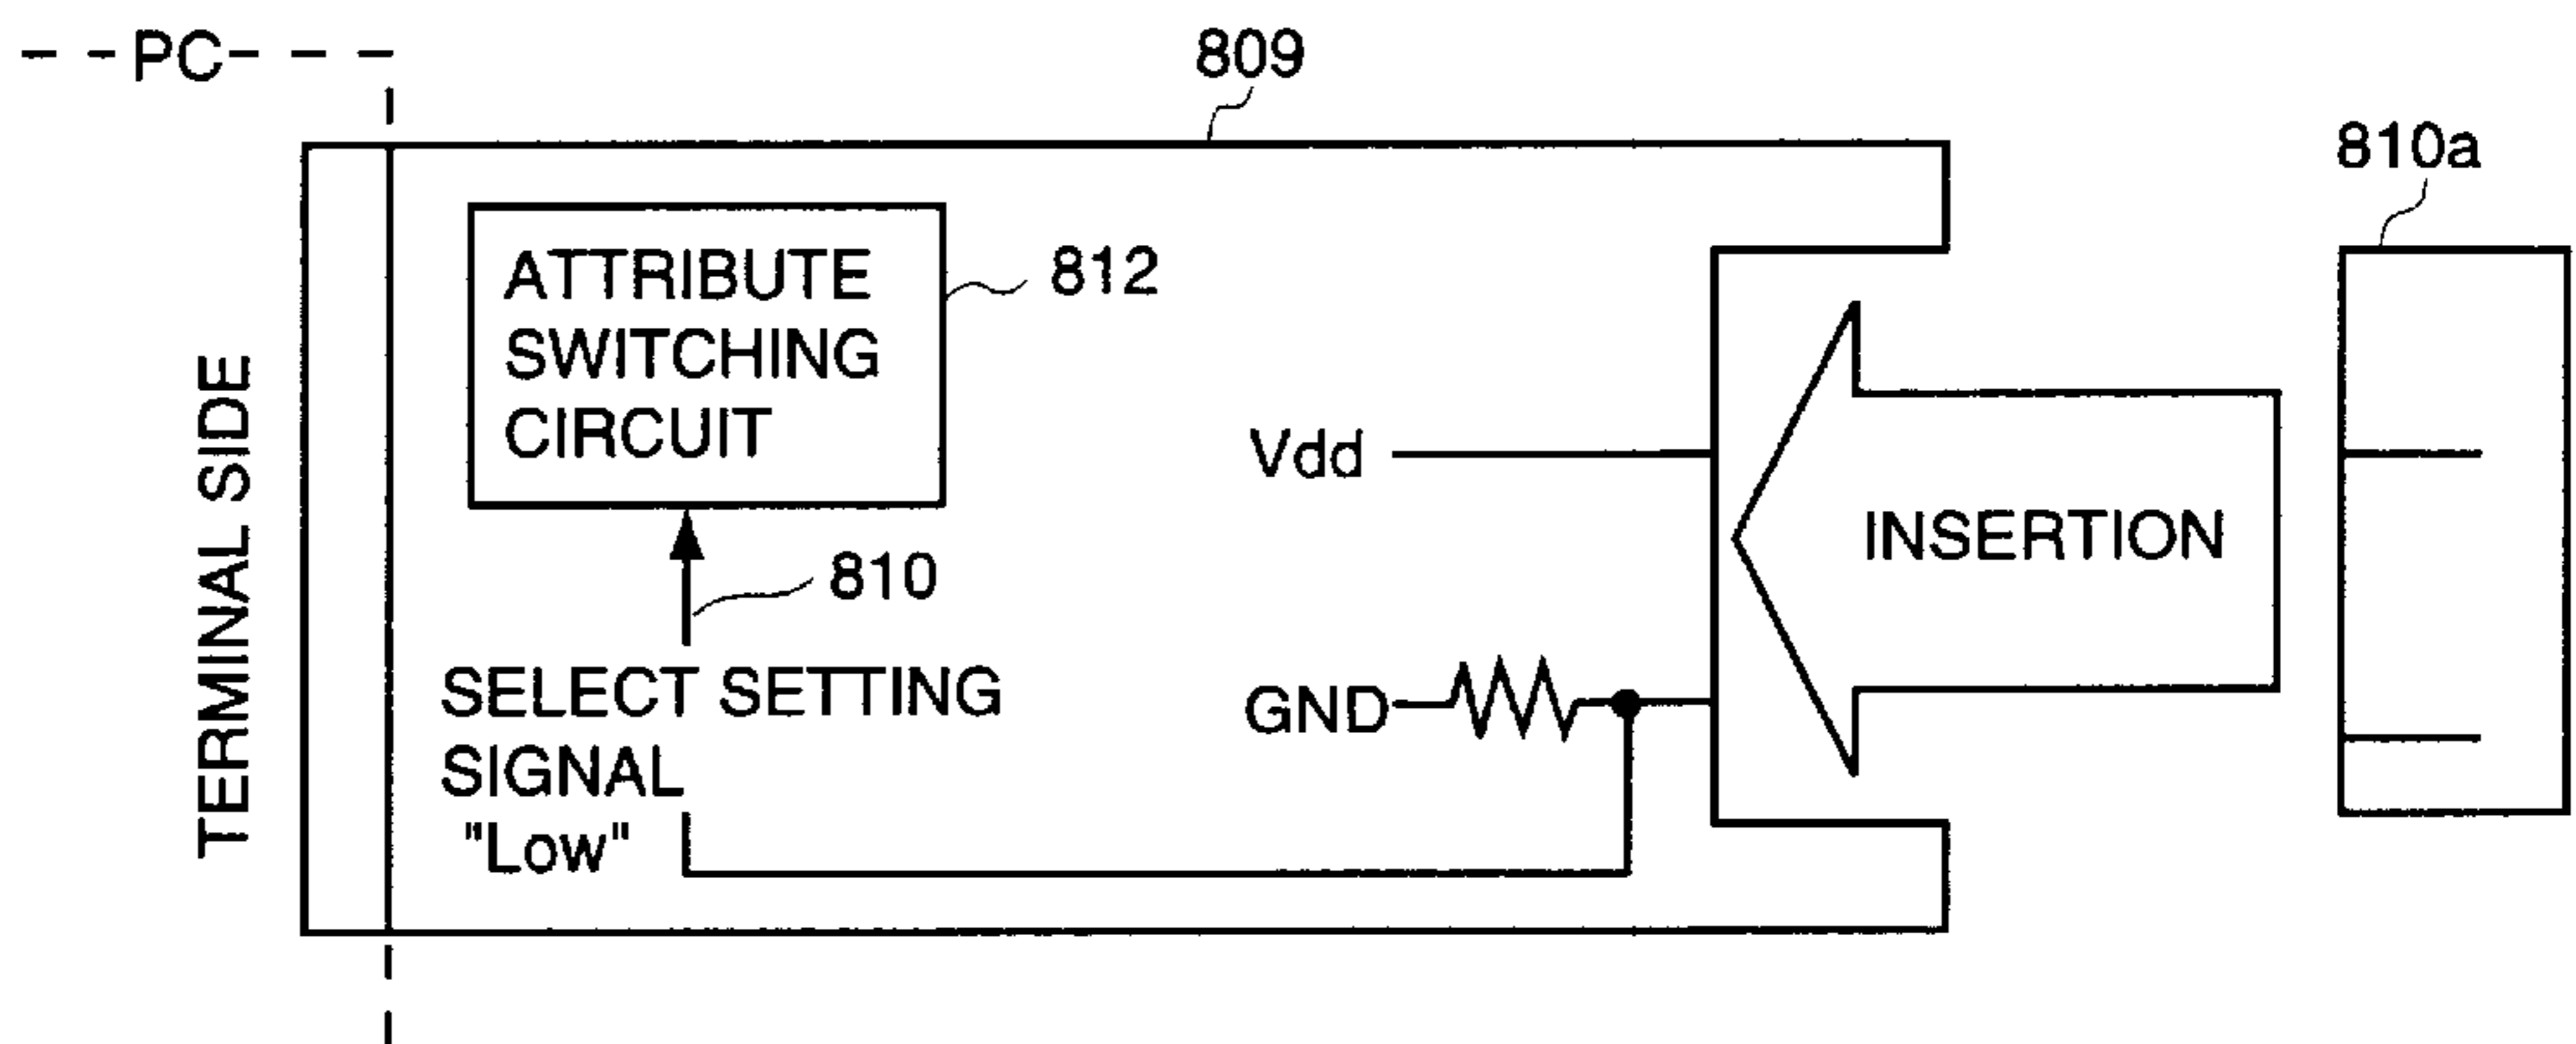 PC
809
810a
ATTRIBUTE
SWITCHING
CIRCUIT
812
Vdd
INSERTION
810
SELECT SETTING
SIGNAL
"Low"
GND
TERMINAL SIDE